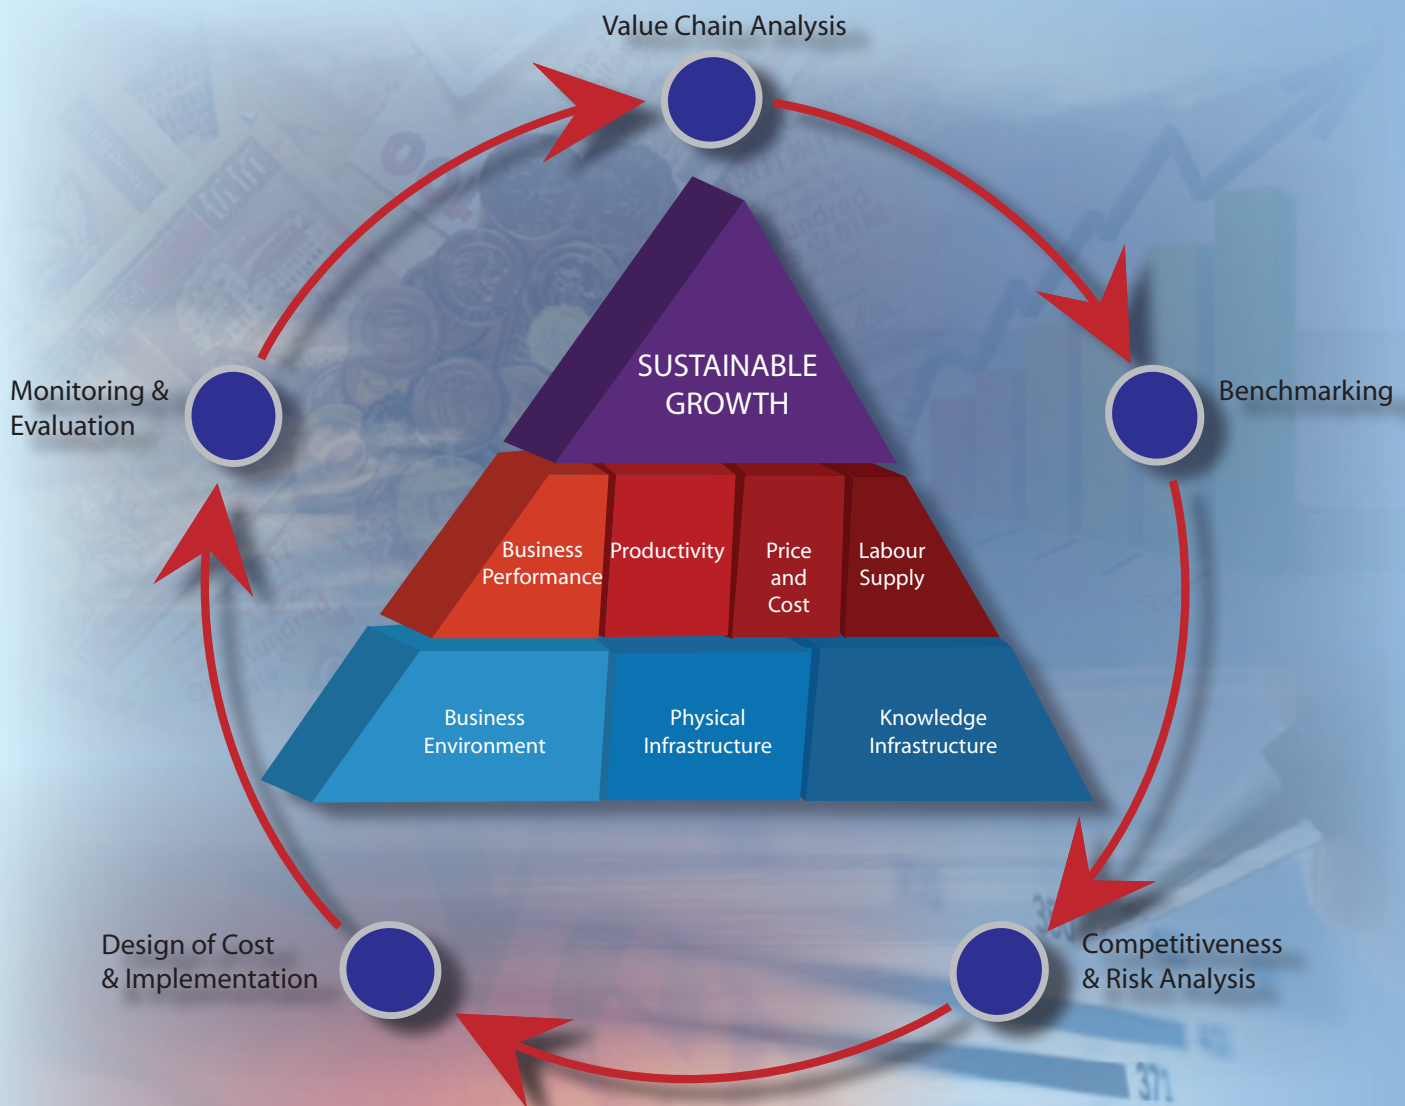 Value Chain Analysis
Monitoring &
Evaluation
Benchmarking
SUSTAINABLE
GROWTH
Business
Performance
Productivity
Price
and
Cost
Labour
Supply
Business
Environment
Physical
Infrastructure
Knowledge
Infrastructure
Design of Cost
& Implementation
Competitiveness
& Risk Analysis
371